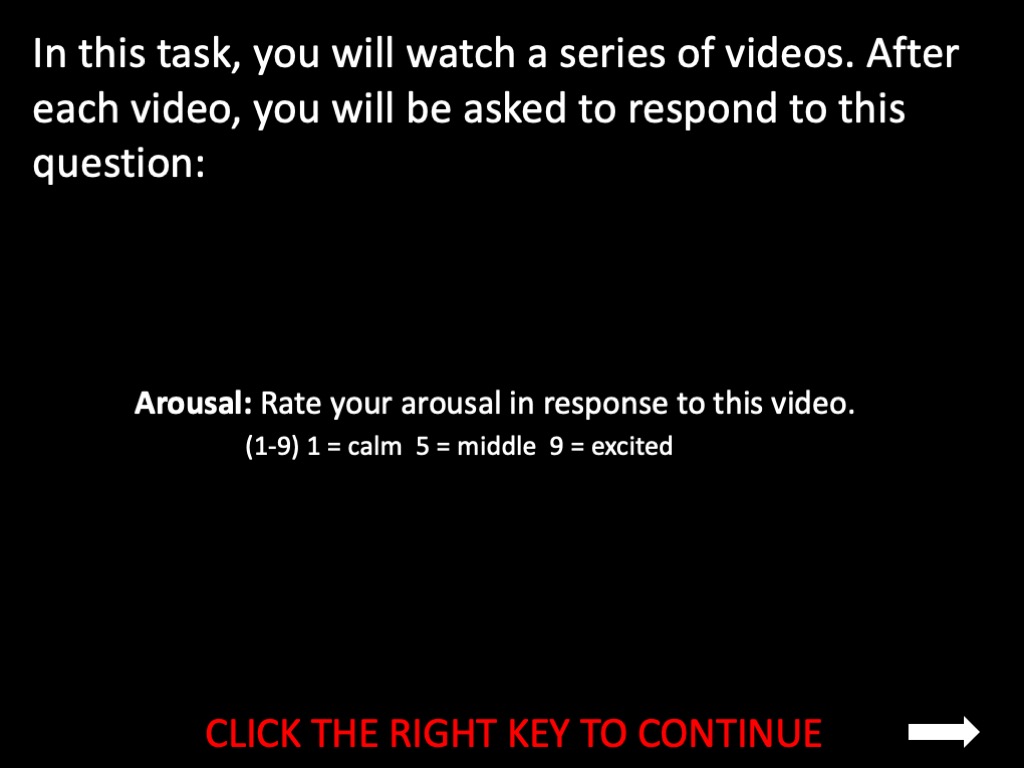 In this task, you will watch a series of videos. After
each video, you will be asked to respond to this
question:
Arousal: Rate your arousal in response to this video.
(1-9) 1 = calm  5 = middle  9 = excited
CLICK THE RIGHT KEY TO CONTINUE